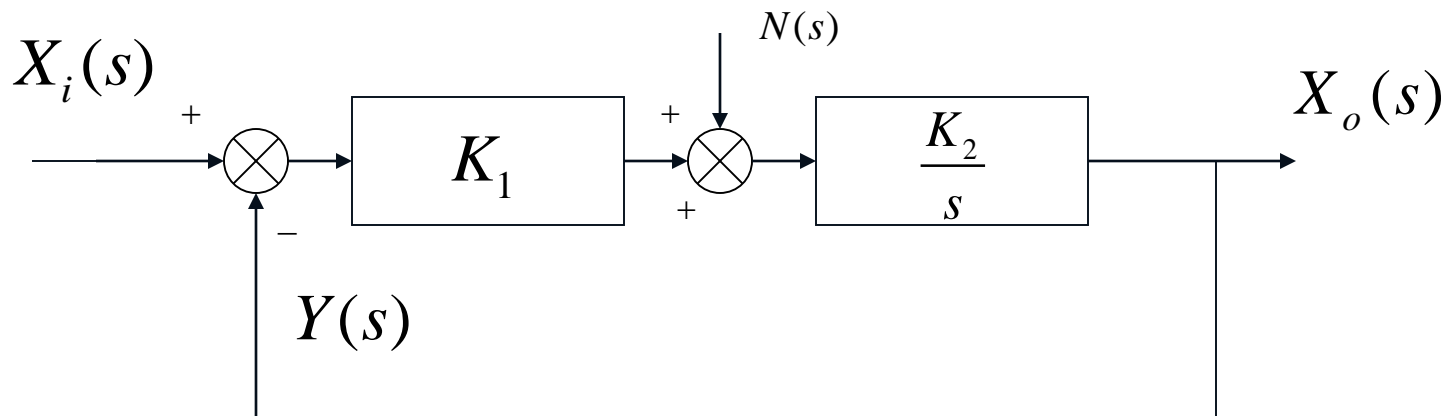 N(s)
X_i(s)
X_o(s)
+
+
K_1
K_2
s
+
−
Y(s)